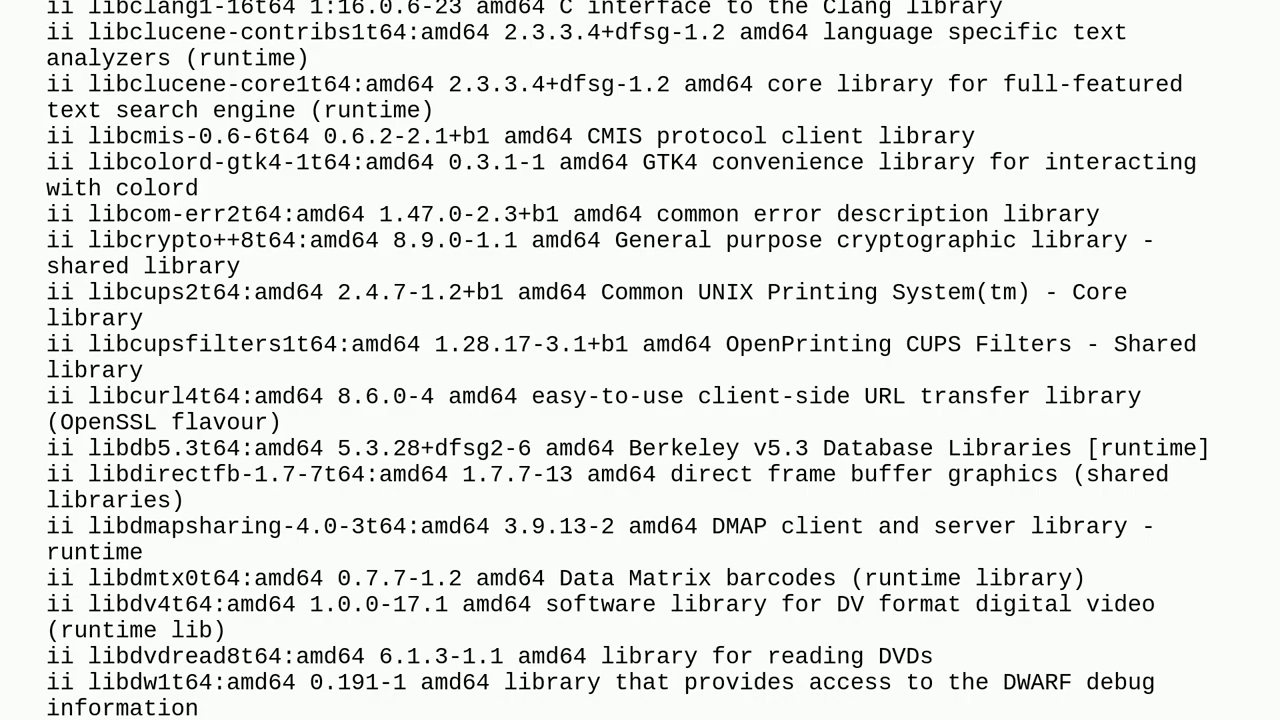 ii libclang1-16t64 1:16.0.6-23 amd64 C interface to the Clang library
ii libclucene-contribs1t64:amd64 2.3.3.4+dfsg-1.2 amd64 language specific text
analyzers (runtime)
ii libclucene-core1t64:amd64 2.3.3.4+dfsg-1.2 amd64 core library for full-featured
text search engine (runtime)
ii libcmis-0.6-6t64 0.6.2-2.1+b1 amd64 CMIS protocol client library
ii libcolord-gtk4-1t64:amd64 0.3.1-1 amd64 GTK4 convenience library for interacting
with colord
ii libcom-err2t64:amd64 1.47.0-2.3+b1 amd64 common error description library
ii libcrypto++8t64:amd64 8.9.0-1.1 amd64 General purpose cryptographic library -
shared library
ii libcups2t64:amd64 2.4.7-1.2+b1 amd64 Common UNIX Printing System(tm) - Core
library
ii libcupsfilters1t64:amd64 1.28.17-3.1+b1 amd64 OpenPrinting CUPS Filters - Shared
library
ii libcurl4t64:amd64 8.6.0-4 amd64 easy-to-use client-side URL transfer library
(OpenSSL flavour)
ii libdb5.3t64:amd64 5.3.28+dfsg2-6 amd64 Berkeley v5.3 Database Libraries [runtime]
ii libdirectfb-1.7-7t64:amd64 1.7.7-13 amd64 direct frame buffer graphics (shared
libraries)
ii libdmapsharing-4.0-3t64:amd64 3.9.13-2 amd64 DMAP client and server library -
runtime
ii libdmtx0t64:amd64 0.7.7-1.2 amd64 Data Matrix barcodes (runtime library)
ii libdv4t64:amd64 1.0.0-17.1 amd64 software library for DV format digital video
(runtime lib)
ii libdvdread8t64:amd64 6.1.3-1.1 amd64 library for reading DVDs
ii libdw1t64:amd64 0.191-1 amd64 library that provides access to the DWARF debug
information